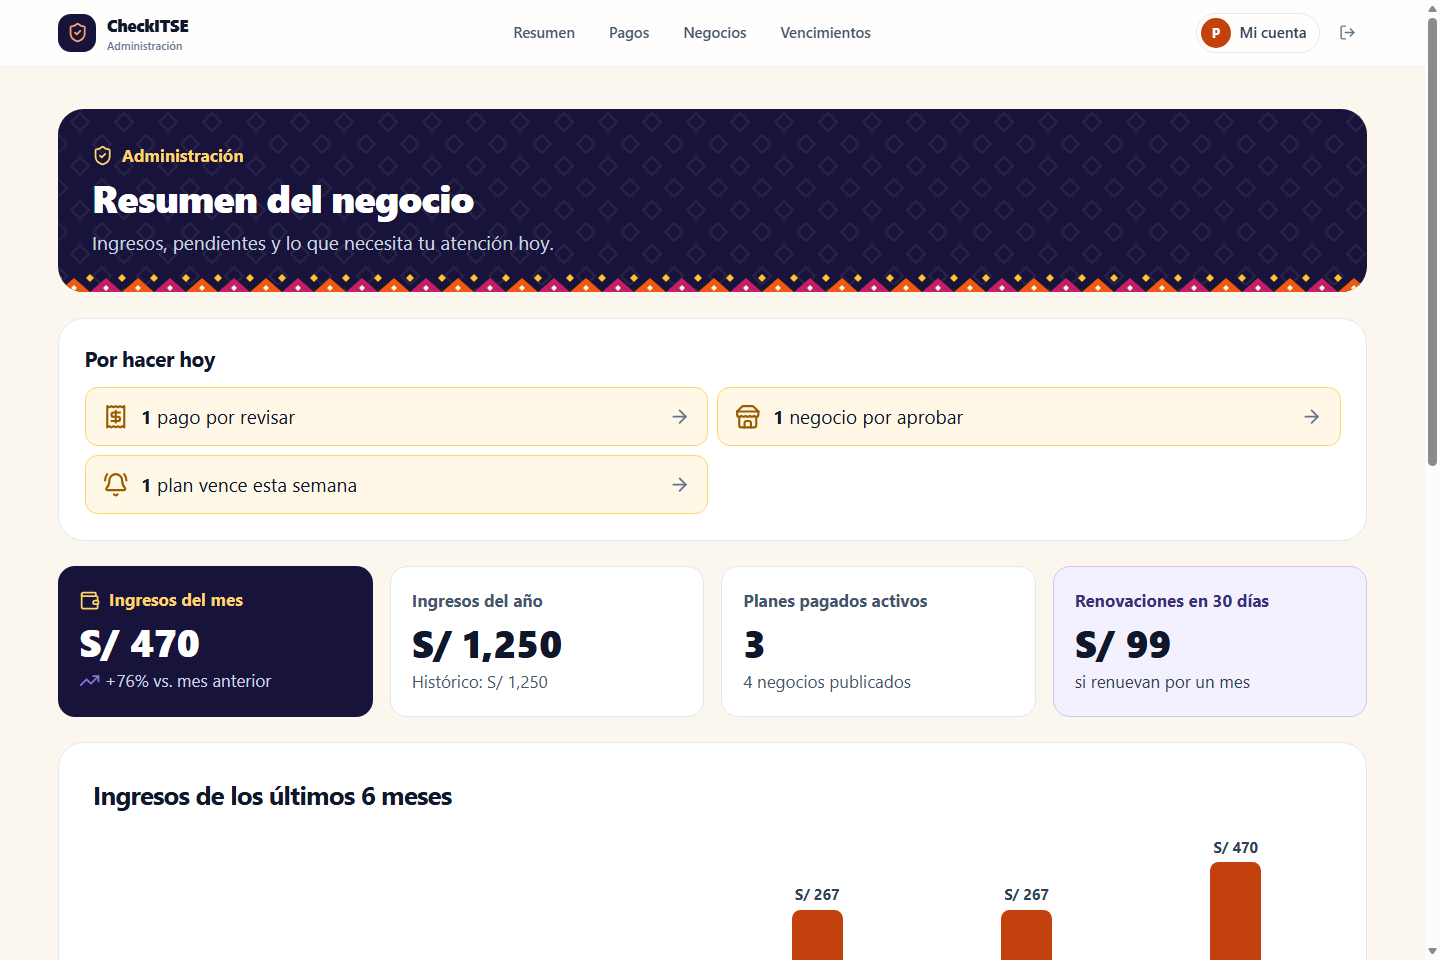 CheckITSE
Administración
Resumen
Pagos
Negocios
Vencimientos
P
Mi cuenta
Administración
Resumen del negocio
Ingresos, pendientes y lo que necesita tu atención hoy.
Por hacer hoy
1 pago por revisar
1 negocio por aprobar
1 plan vence esta semana
Ingresos del mes
S/ 470
+76% vs. mes anterior
Ingresos del año
S/ 1,250
Histórico: S/ 1,250
Planes pagados activos
3
4 negocios publicados
Renovaciones en 30 días
S/ 99
si renuevan por un mes
Ingresos de los últimos 6 meses
S/ 267
S/ 267
S/ 470